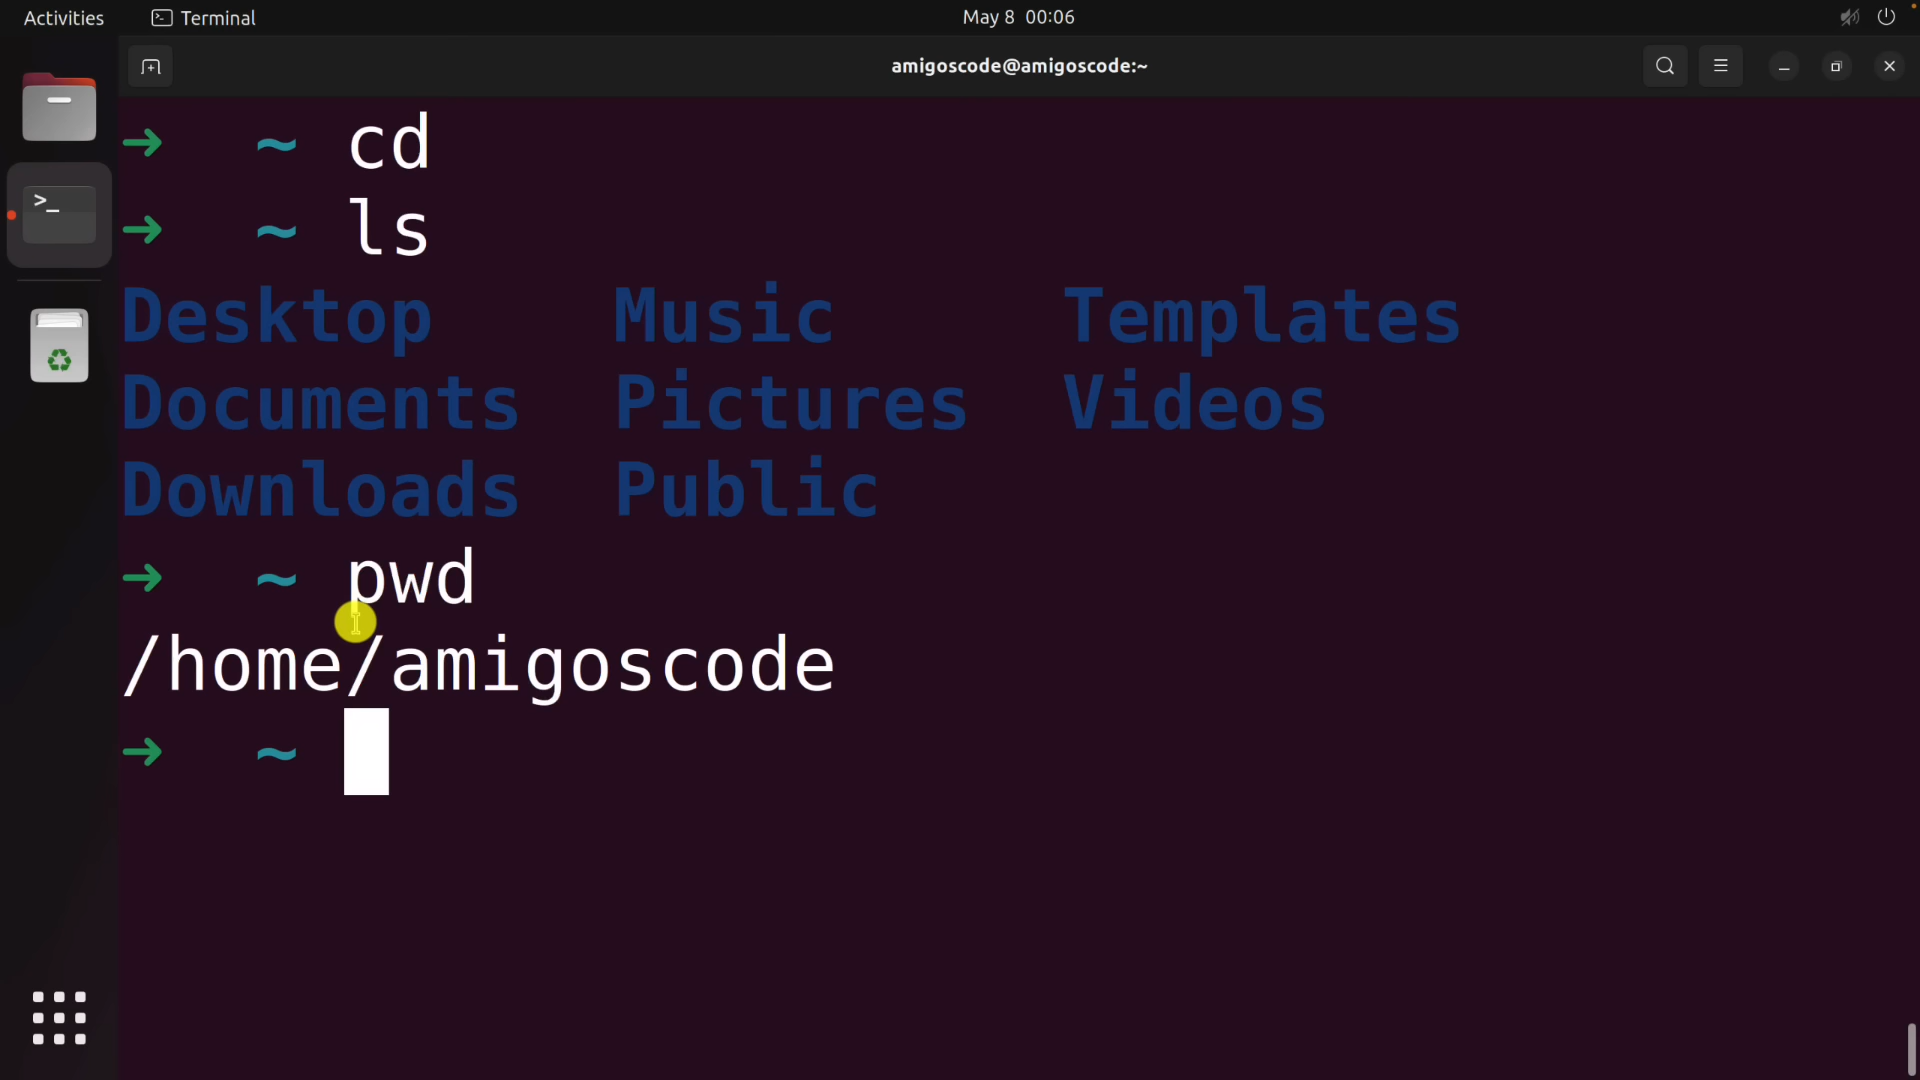 Activities Terminal May 8 00:06
amigoscode@amigoscode:~
➜ ~ cd
➜ ~ ls
Desktop Music Templates
Documents Pictures Videos
Downloads Public
➜ ~ pwd
/home/amigoscode
➜ ~